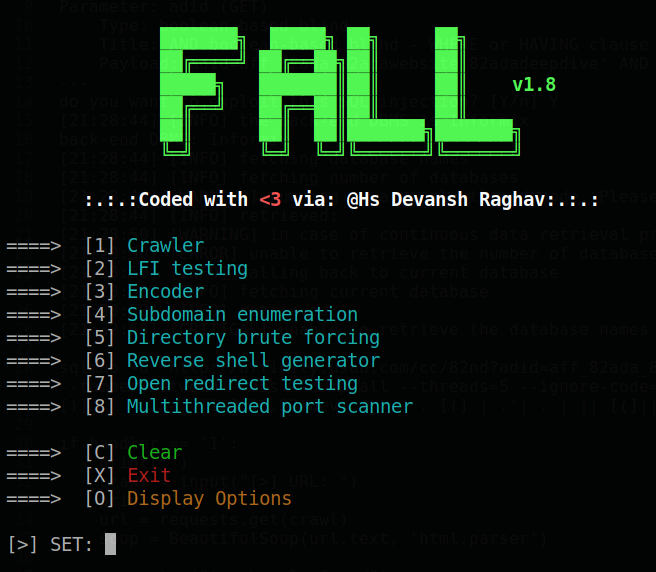 FALL
v1.8
:.:.:Coded with <3 via: @Hs Devansh Raghav:.:.:
====> [1] Crawler
====> [2] LFI testing
====> [3] Encoder
====> [4] Subdomain enumeration
====> [5] Directory brute forcing
====> [6] Reverse shell generator
====> [7] Open redirect testing
====> [8] Multithreaded port scanner
====> [C] Clear
====> [X] Exit
====> [O] Display Options
[>] SET: